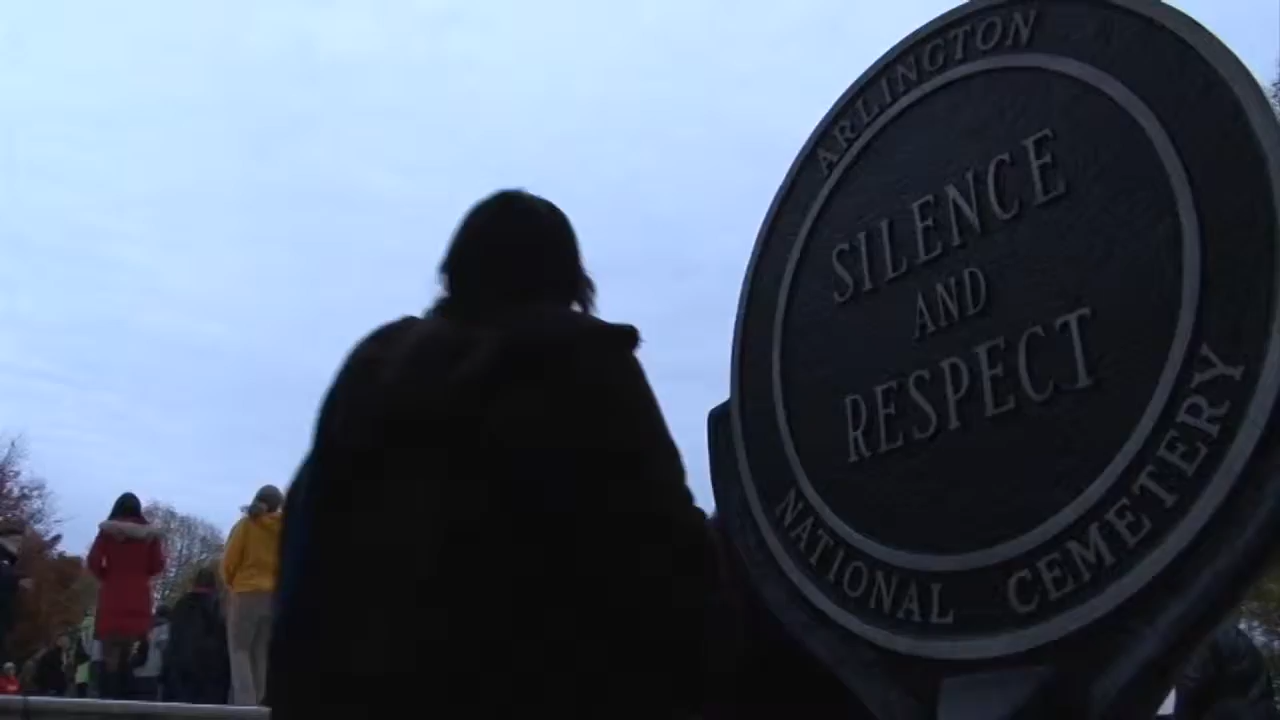 ARLINGTON
SILENCE
AND
RESPECT
NATIONAL CEMETERY